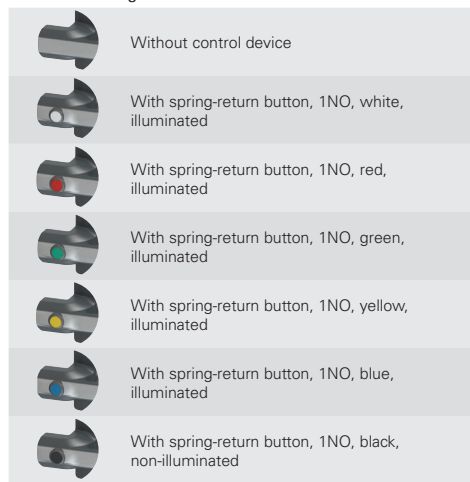 Without control device
With spring-return button, 1NO, white,
illuminated
With spring-return button, 1NO, red,
illuminated
With spring-return button, 1NO, green,
illuminated
With spring-return button, 1NO, yellow,
illuminated
With spring-return button, 1NO, blue,
illuminated
With spring-return button, 1NO, black,
non-illuminated